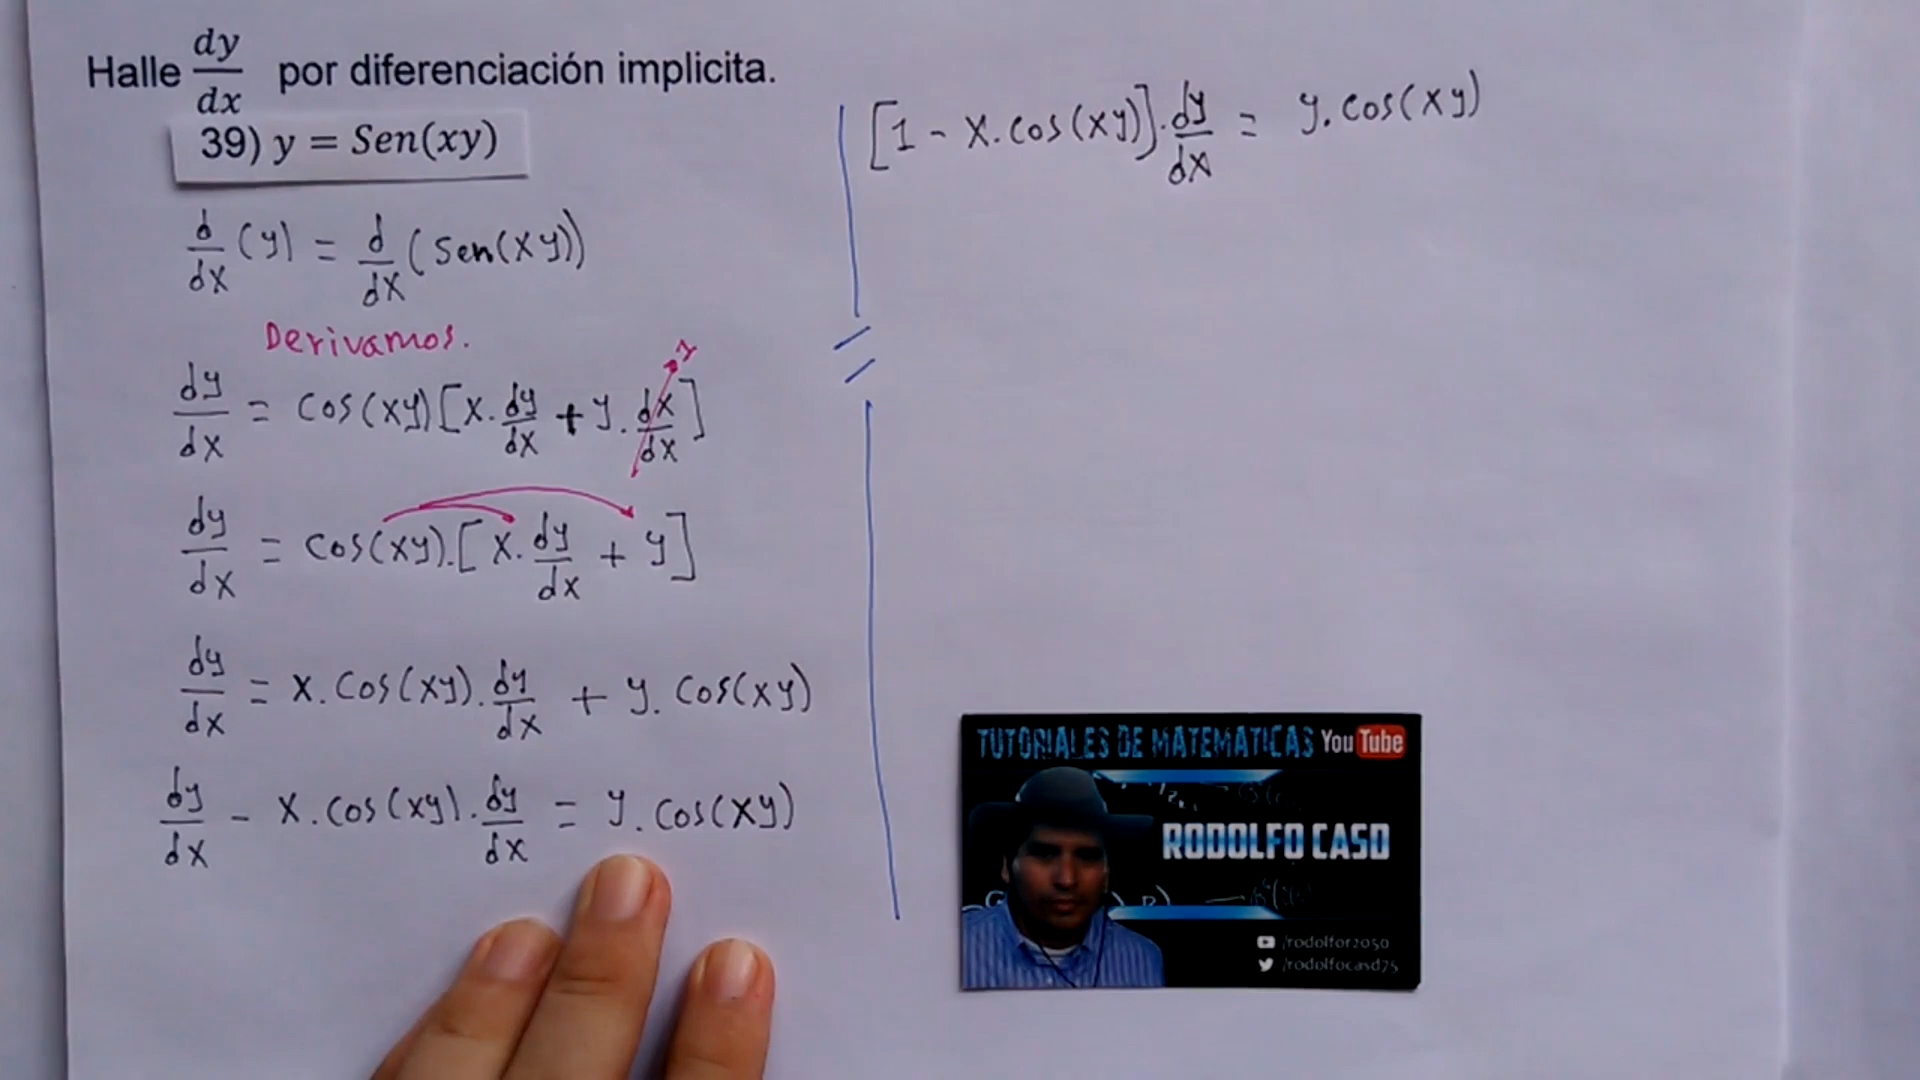 Halle dy/dx por diferenciación implicita.
39) y = Sen(xy)
d/dx (y) = d/dx (Sen(xy))
Derivamos.
1
dy/dx = Cos(xy)[x.dy/dx + y.dx/dx]
dy/dx = Cos(xy).[x.dy/dx + y]
dy/dx = x.Cos(xy).dy/dx + y.Cos(xy)
dy/dx - x.Cos(xy).dy/dx = y.Cos(xy)
[1 - x.Cos(xy)].dy/dx = y.Cos(xy)
TUTORIALES DE MATEMATICAS YouTube
RODOLFO CASD
/rodolfor2050
/rodolfocasd75